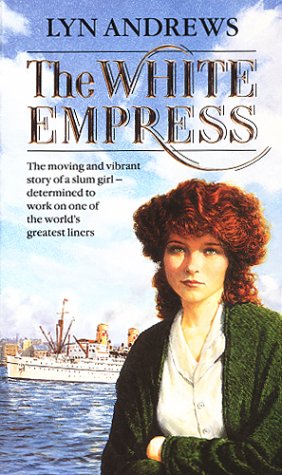 LYN ANDREWS
The WHITE
EMPRESS
The moving and vibrant
story of a slum girl –
determined to
work on one of
the world's
greatest liners